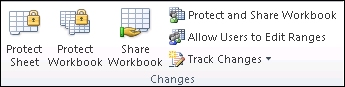 Protect
Sheet
Protect
Workbook
Share
Workbook
Protect and Share Workbook
Allow Users to Edit Ranges
Track Changes
Changes